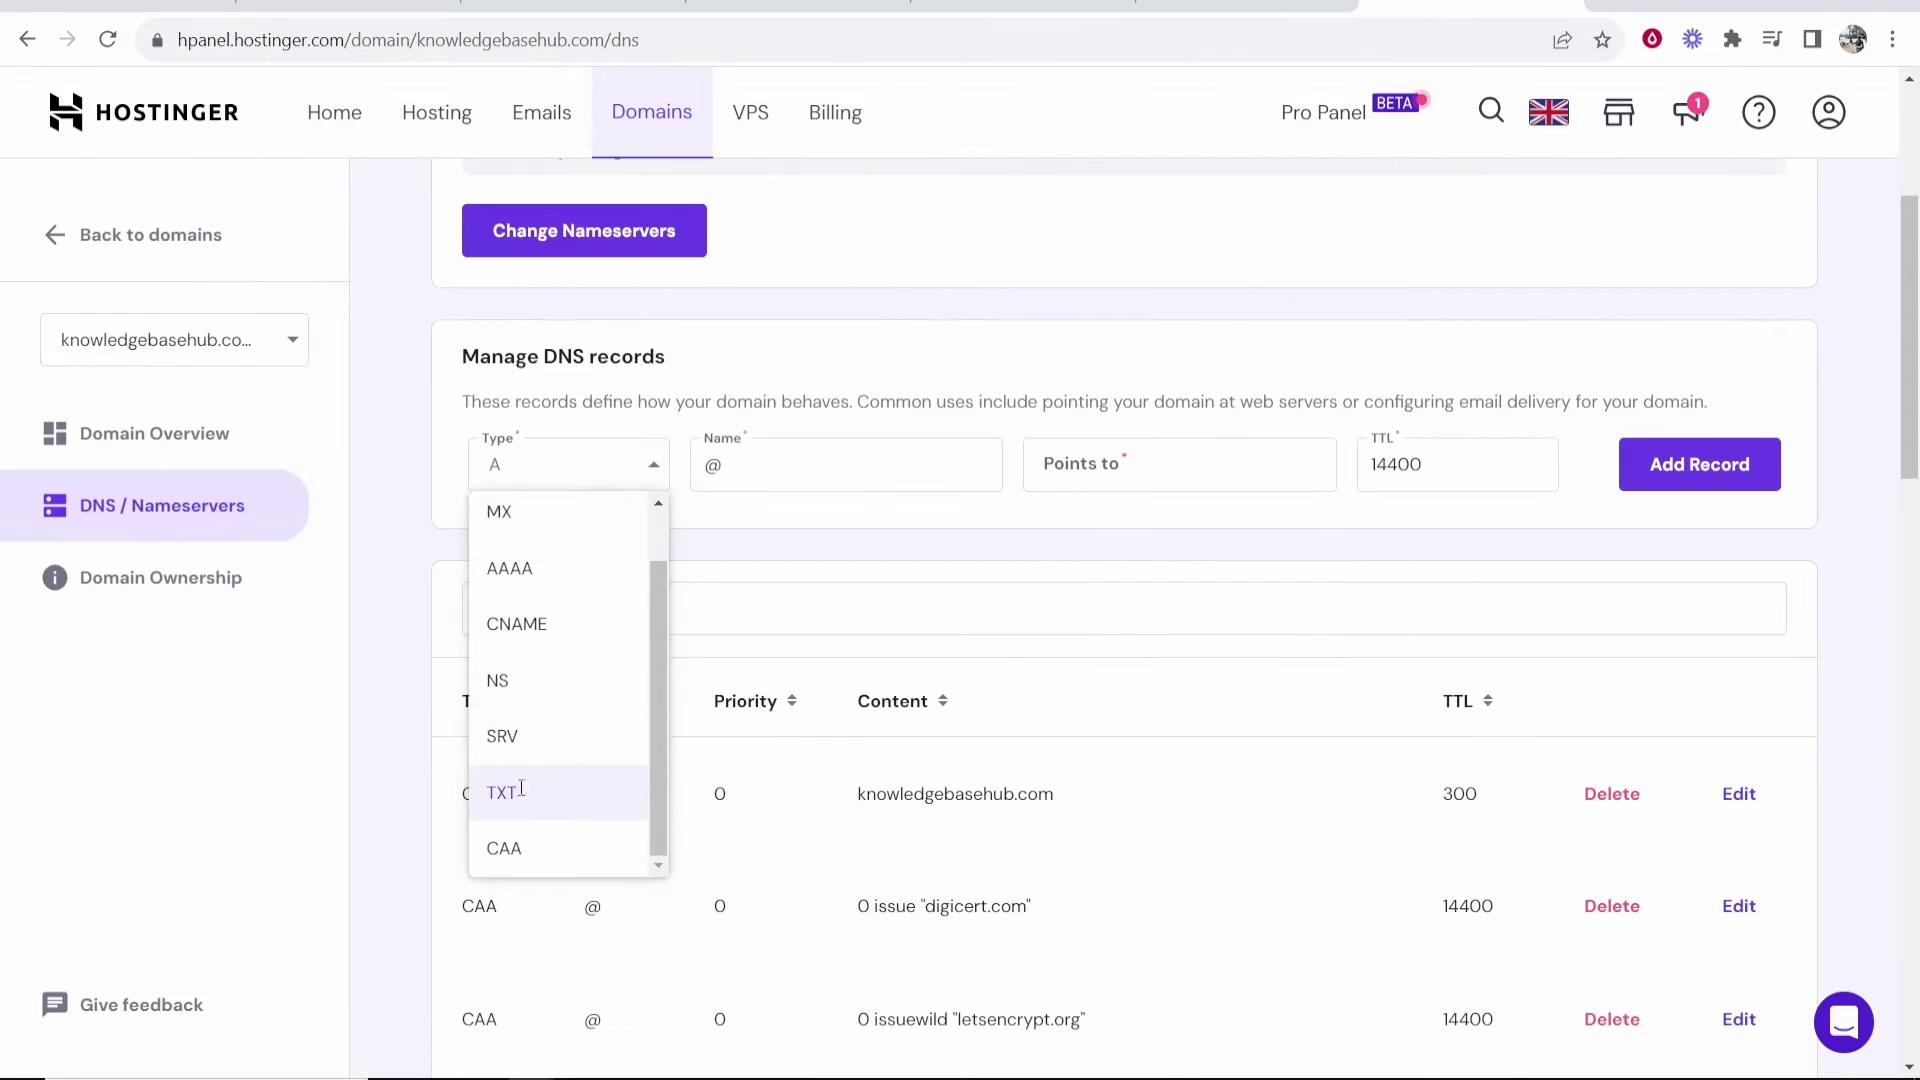 hpanel.hostinger.com/domain/knowledgebasehub.com/dns
HOSTINGER
Home
Hosting
Emails
Domains
VPS
Billing
Pro Panel
BETA
1
Back to domains
knowledgebasehub.co...
Domain Overview
DNS / Nameservers
Domain Ownership
Give feedback
Change Nameservers
Manage DNS records
These records define how your domain behaves. Common uses include pointing your domain at web servers or configuring email delivery for your domain.
Type*
A
Name*
@
Points to*
TTL*
14400
Add Record
MX
AAAA
CNAME
NS
SRV
TXT
CAA
Priority
Content
TTL
0
knowledgebasehub.com
300
Delete
Edit
CAA
@
0
0 issue "digicert.com"
14400
Delete
Edit
CAA
@
0
0 issuewild "letsencrypt.org"
14400
Delete
Edit